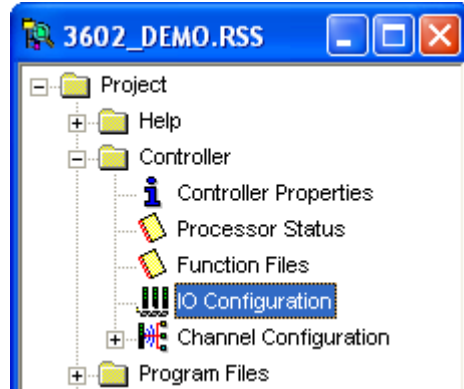 3602_DEMO.RSS
Project
Help
Controller
Controller Properties
Processor Status
Function Files
IO Configuration
Channel Configuration
Program Files